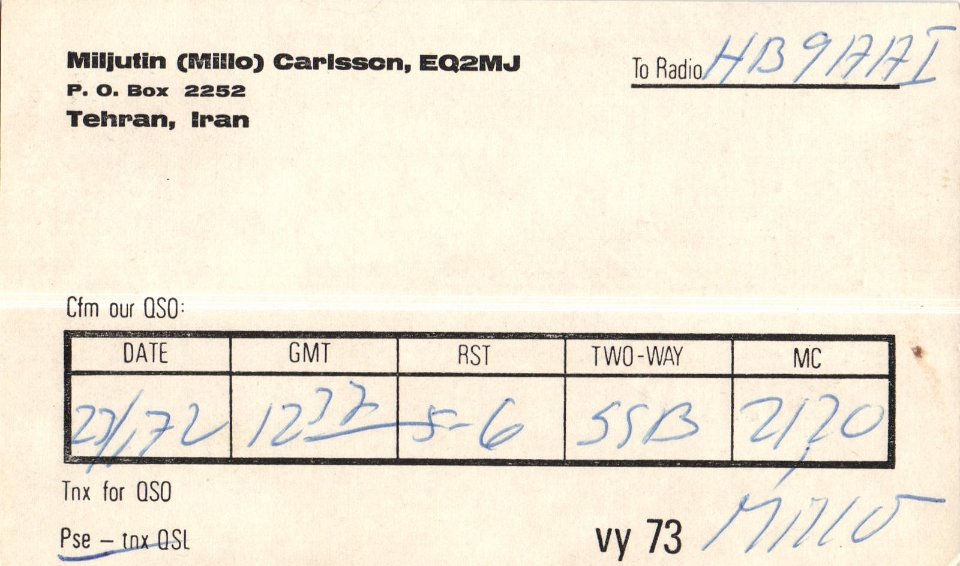 Miljutin (Millo) Carlsson, EQ2MJ
To Radio HB9AAI
P. O. Box 2252
Tehran, Iran
Cfm our QSO:
DATE GMT RST TWO-WAY MC
5-6 SSB
Tnx for QSO
Pse – tnx QSL
vy 73 Millo